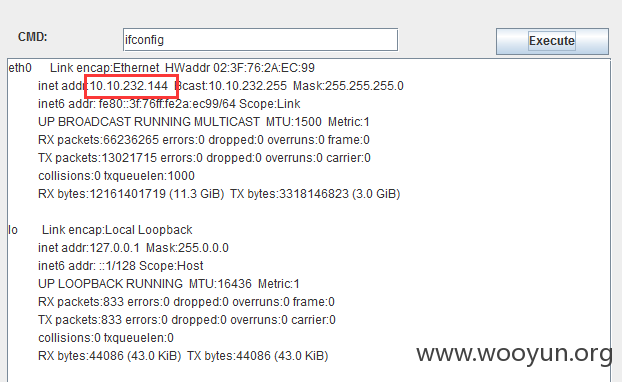 CMD: ifconfig Execute
eth0 Link encap:Ethernet HWaddr 02:3F:76:2A:EC:99
inet addr:10.10.232.144 Bcast:10.10.232.255 Mask:255.255.255.0
inet6 addr: fe80::3f:76ff:fe2a:ec99/64 Scope:Link
UP BROADCAST RUNNING MULTICAST MTU:1500 Metric:1
RX packets:66236265 errors:0 dropped:0 overruns:0 frame:0
TX packets:13021715 errors:0 dropped:0 overruns:0 carrier:0
collisions:0 txqueuelen:1000
RX bytes:12161401719 (11.3 GiB) TX bytes:3318146823 (3.0 GiB)
lo Link encap:Local Loopback
inet addr:127.0.0.1 Mask:255.0.0.0
inet6 addr: ::1/128 Scope:Host
UP LOOPBACK RUNNING MTU:16436 Metric:1
RX packets:833 errors:0 dropped:0 overruns:0 frame:0
TX packets:833 errors:0 dropped:0 overruns:0 carrier:0
collisions:0 txqueuelen:0
RX bytes:44086 (43.0 KiB) TX bytes:44086 (43.0 KiB)
www.wooyun.org